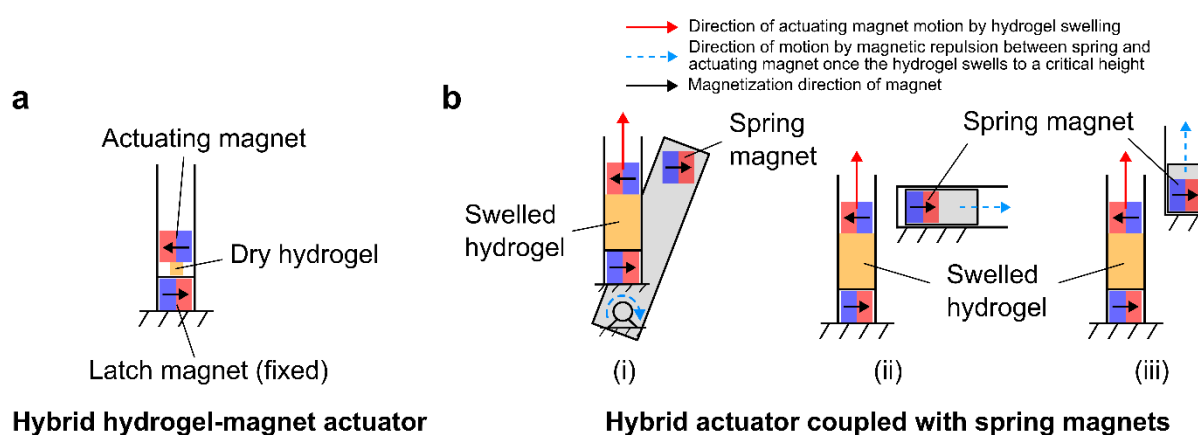 Direction of actuating magnet motion by hydrogel swelling
Direction of motion by magnetic repulsion between spring and
actuating magnet once the hydrogel swells to a critical height
Magnetization direction of magnet
a
Actuating magnet
Dry hydrogel
Latch magnet (fixed)
Hybrid hydrogel-magnet actuator
b
Spring
magnet
Swelled
hydrogel
(i)
Spring magnet
Swelled
hydrogel
(ii)
(iii)
Hybrid actuator coupled with spring magnets